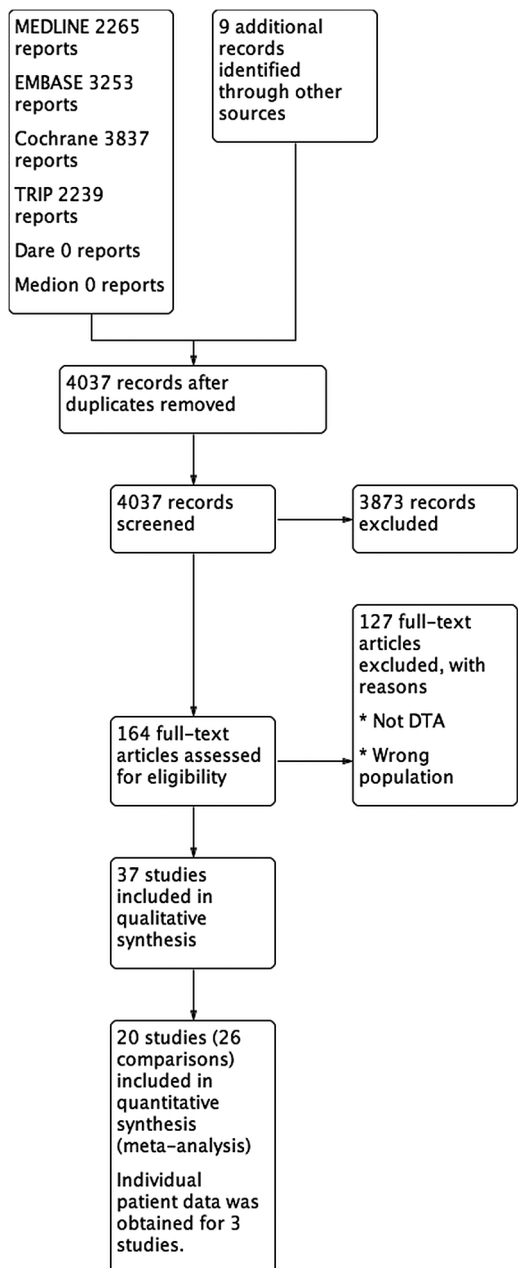 MEDLINE 2265
reports
EMBASE 3253
reports
Cochrane 3837
reports
TRIP 2239
reports
Dare 0 reports
Medion 0 reports
9 additional
records
identified
through other
sources
4037 records after
duplicates removed
4037 records
screened
3873 records
excluded
127 full-text
articles
excluded, with
reasons
* Not DTA
* Wrong
population
164 full-text
articles assessed
for eligibility
37 studies
included in
qualitative
synthesis
20 studies (26
comparisons)
included in
quantitative
synthesis
(meta-analysis)
Individual
patient data was
obtained for 3
studies.